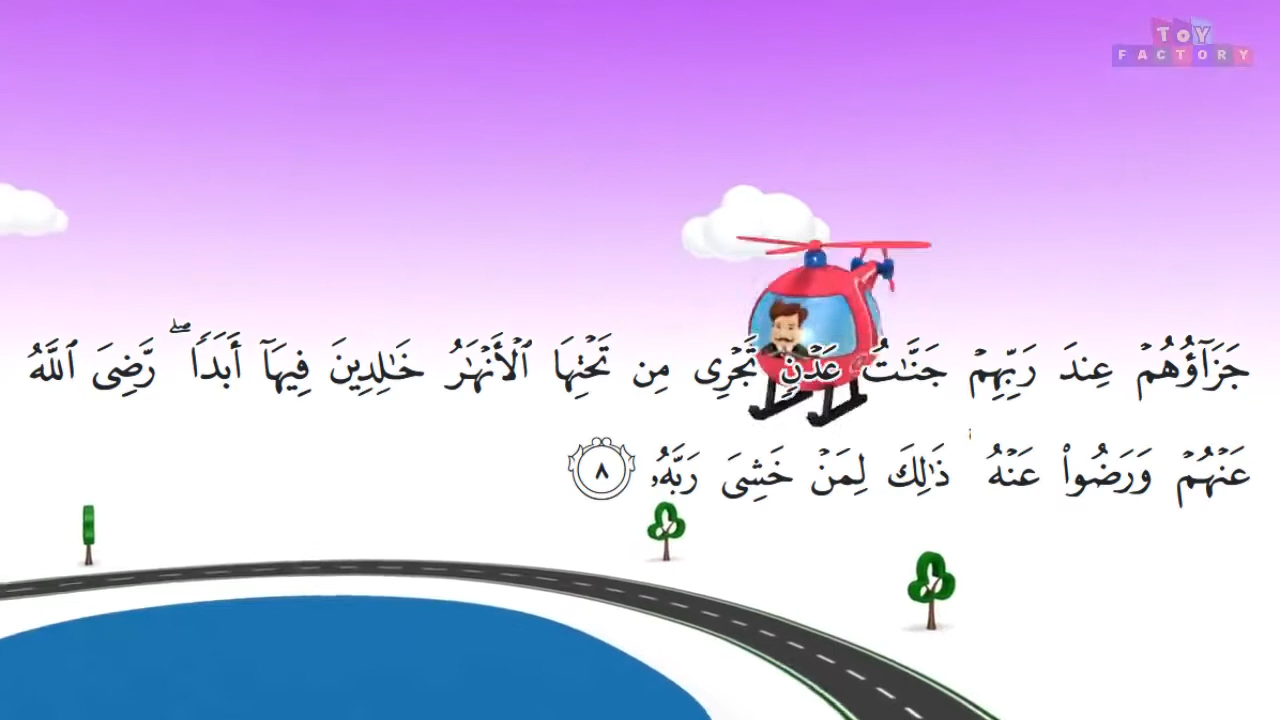 TOY
FACTORY
جَزَآؤُهُمْ عِندَ رَبِّهِمْ جَنَّٰتُ عَدْنٍ تَجْرِى مِن تَحْتِهَا ٱلْأَنْهَٰرُ خَٰلِدِينَ فِيهَآ أَبَدًا ۖ رَّضِىَ ٱللَّهُ
عَنْهُمْ وَرَضُوا۟ عَنْهُ ۚ ذَٰلِكَ لِمَنْ خَشِىَ رَبَّهُۥ ٨